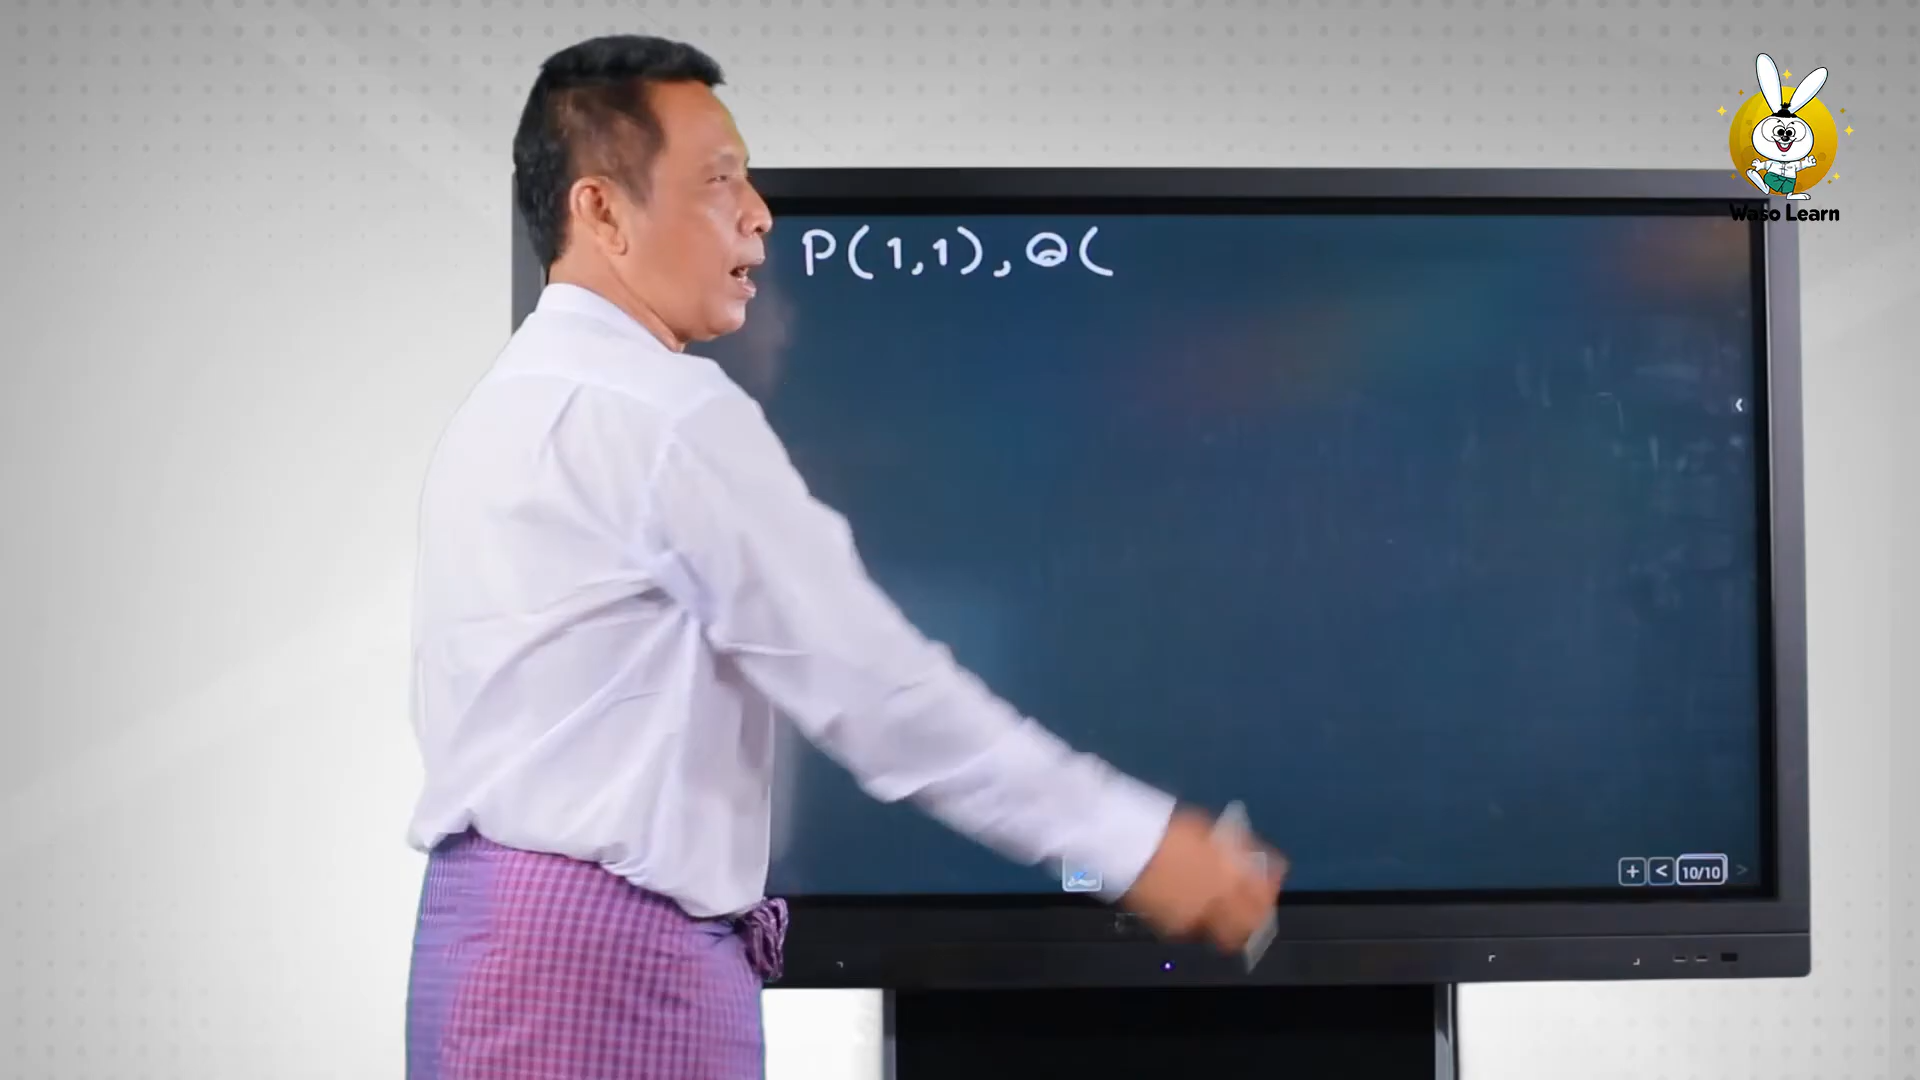 Waso Learn
P(1,1), Q(
+ < 10/10 >